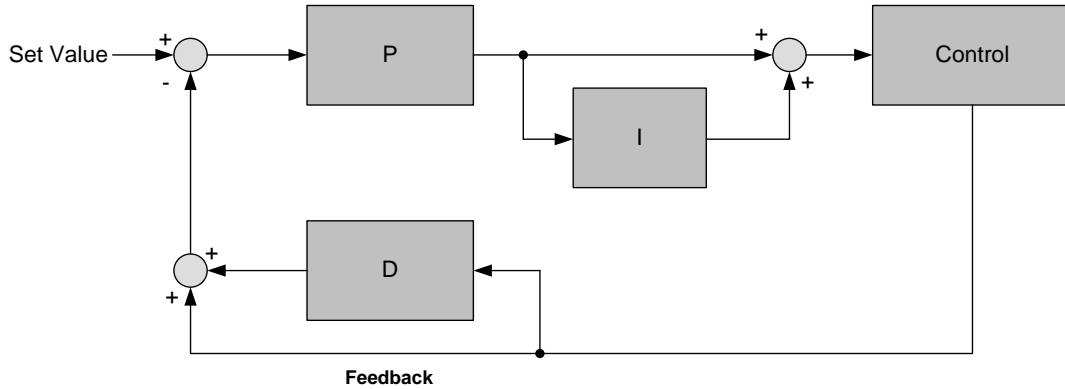 Set Value
+
-
P
+
+
Control
I
D
+
+
Feedback